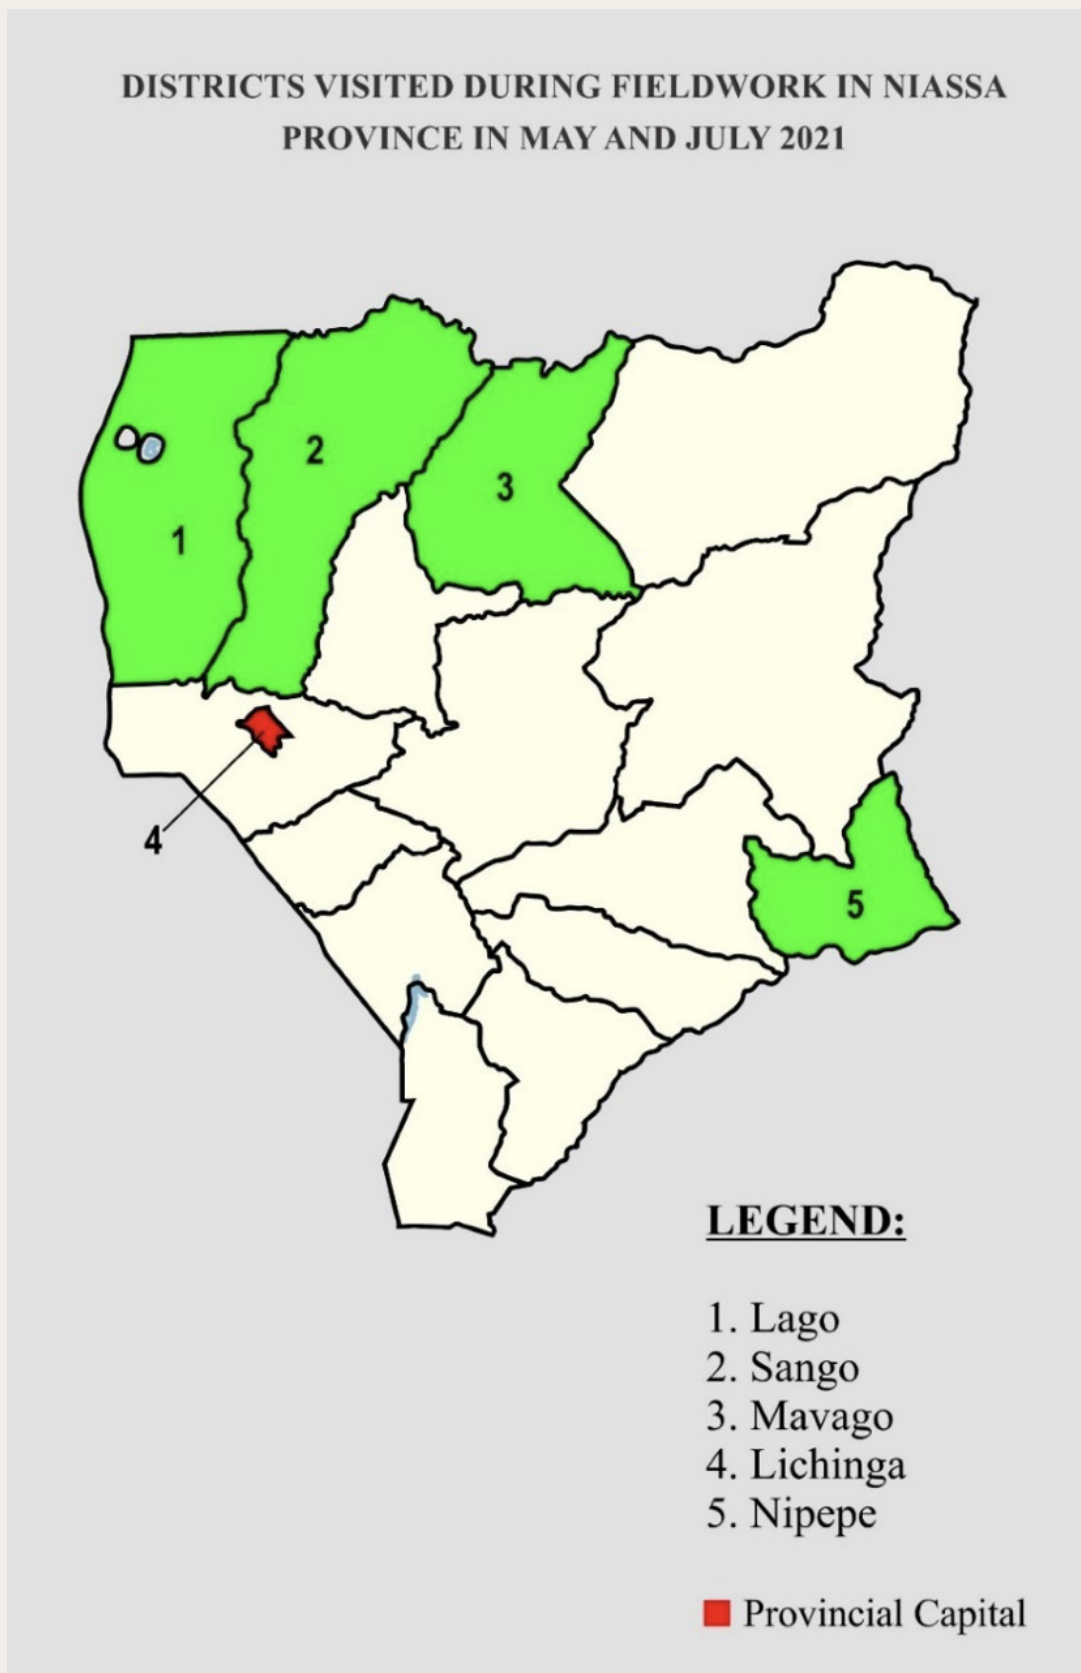 DISTRICTS VISITED DURING FIELDWORK IN NIASSA
PROVINCE IN MAY AND JULY 2021
2
3
1
4
5
LEGEND:
1. Lago
2. Sango
3. Mavago
4. Lichinga
5. Nipepe
Provincial Capital